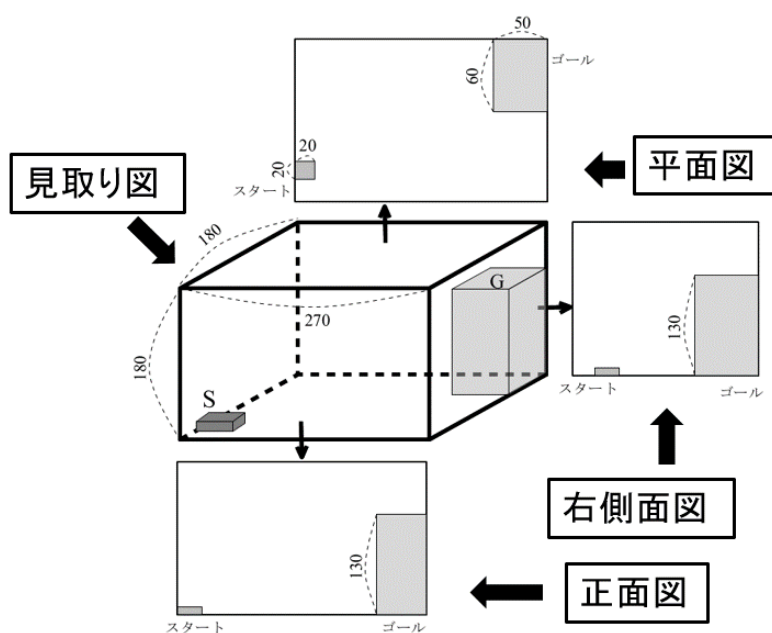 50
60
ゴール
20
20
スタート
平面図
見取り図
180
270
180
G
S
130
スタート
ゴール
右側面図
130
スタート
ゴール
正面図